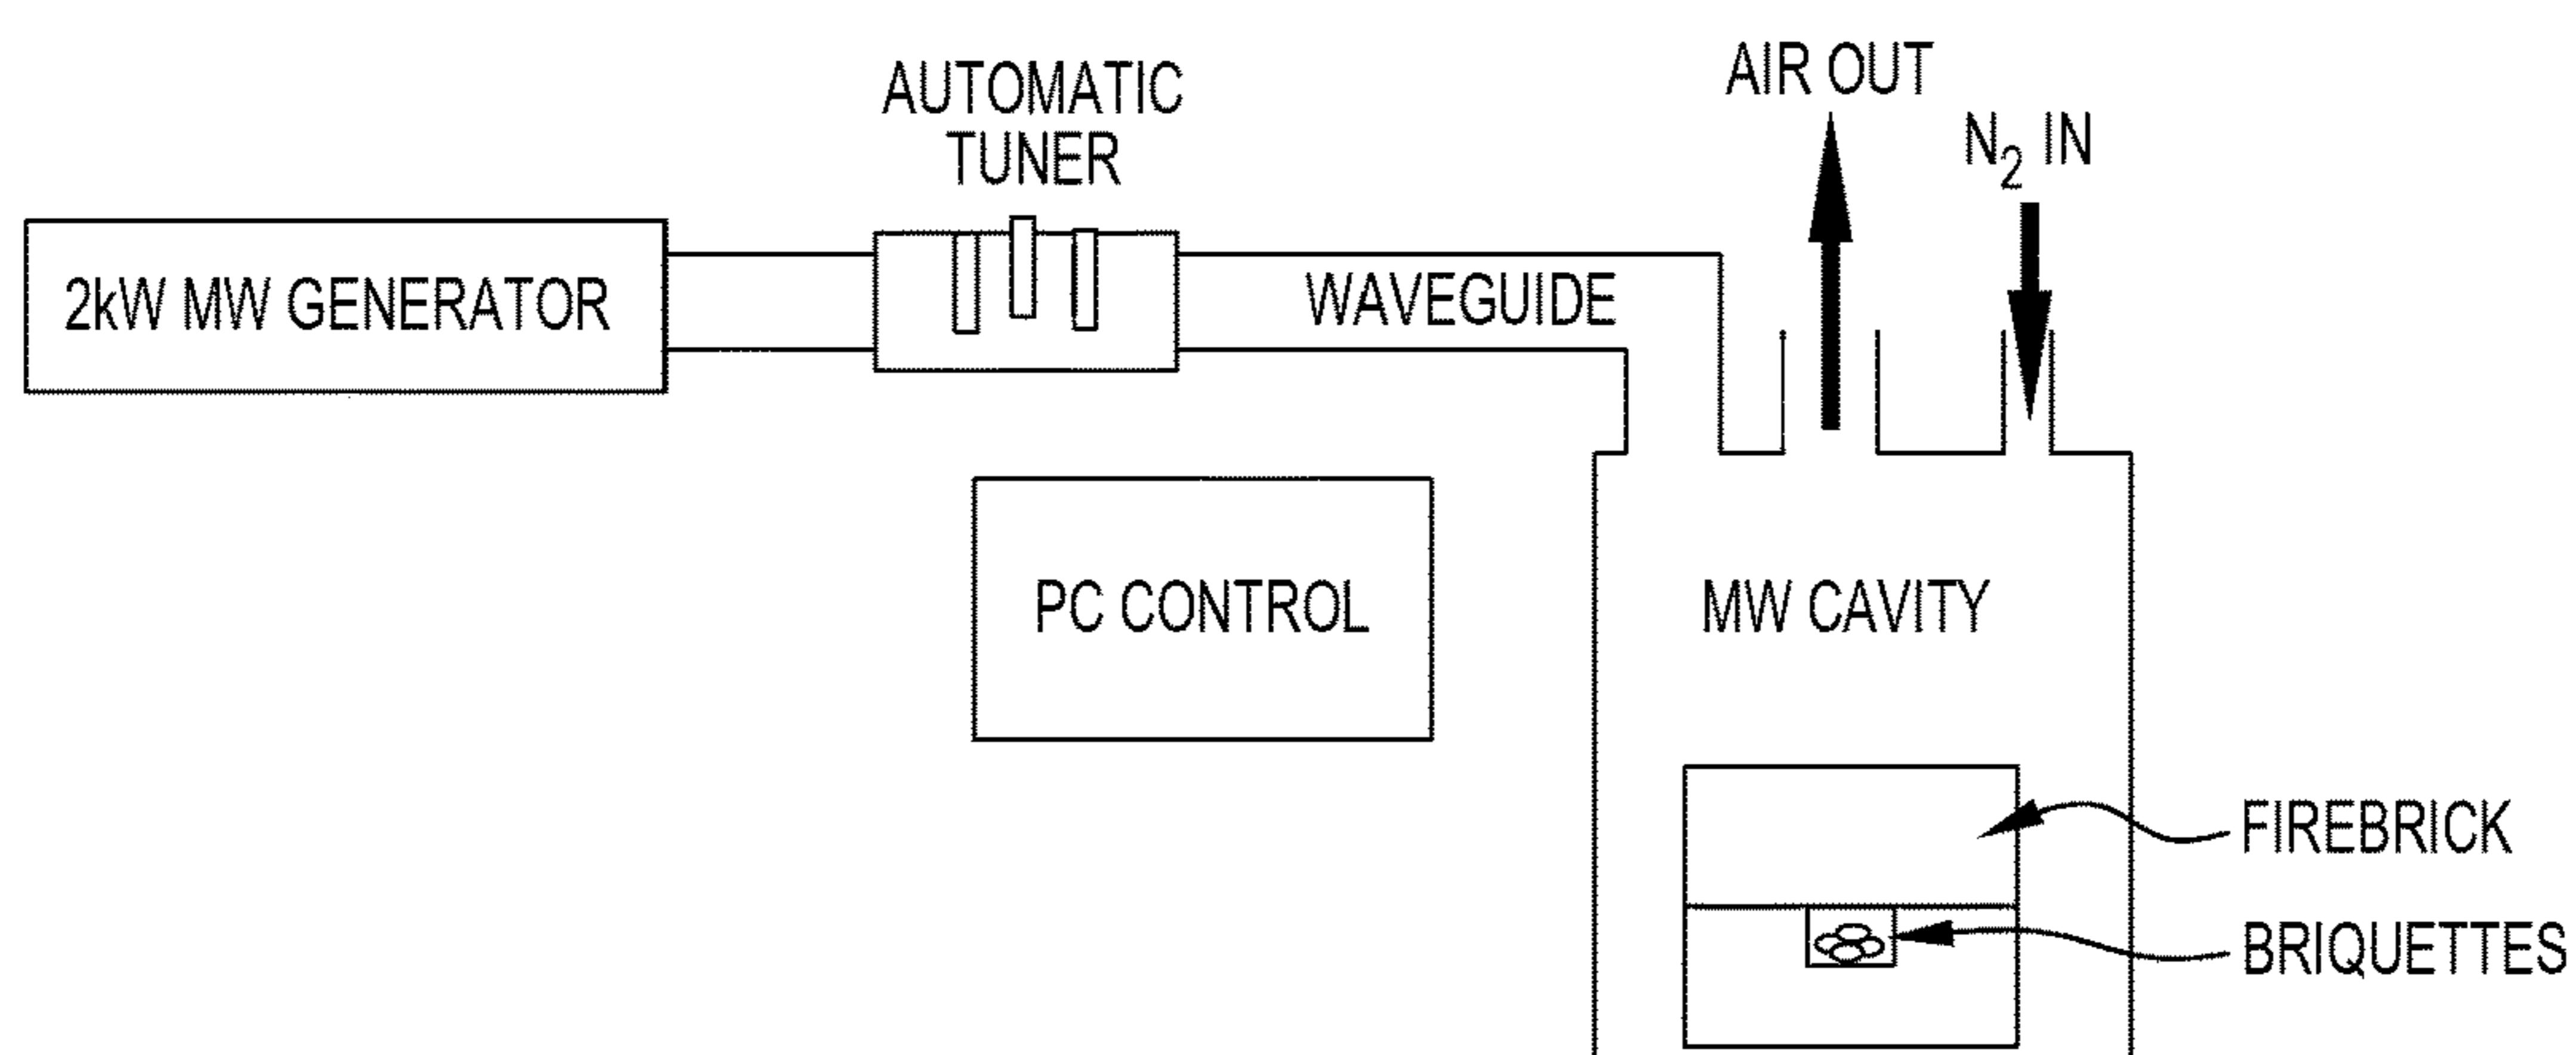 AUTOMATIC
TUNER
AIR OUT
N₂ IN
2kW MW GENERATOR
WAVEGUIDE
PC CONTROL
MW CAVITY
FIREBRICK
BRIQUETTES